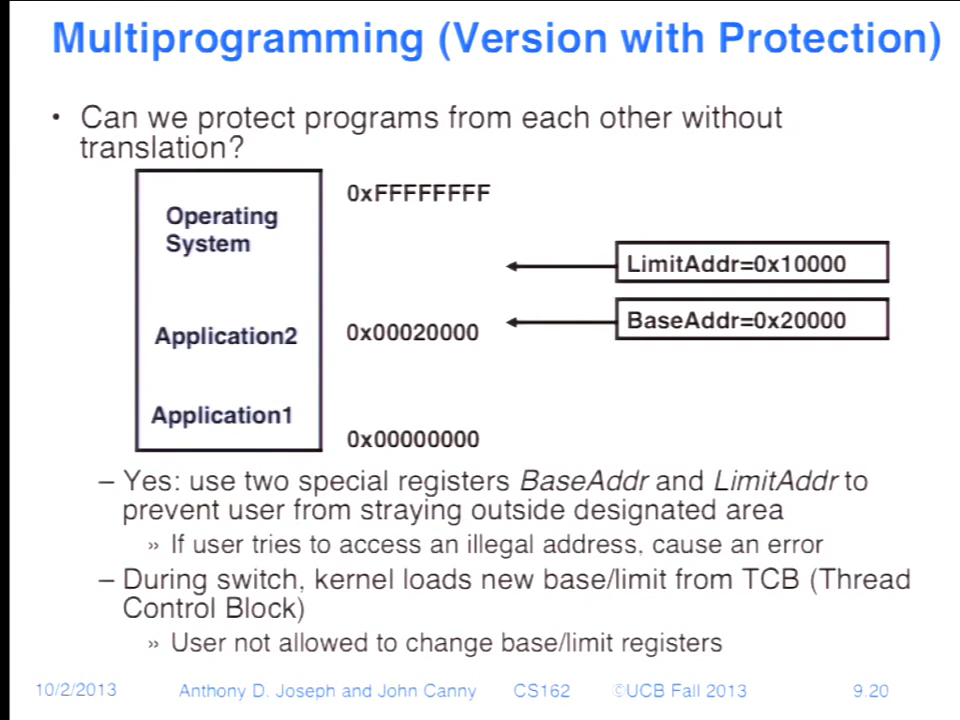 Multiprogramming (Version with Protection)
• Can we protect programs from each other without
translation?
0xFFFFFFFF
Operating
System
LimitAddr=0x10000
BaseAddr=0x20000
Application2
0x00020000
Application1
0x00000000
– Yes: use two special registers BaseAddr and LimitAddr to
prevent user from straying outside designated area
» If user tries to access an illegal address, cause an error
– During switch, kernel loads new base/limit from TCB (Thread
Control Block)
» User not allowed to change base/limit registers
10/2/2013 Anthony D. Joseph and John Canny CS162 ©UCB Fall 2013 9.20